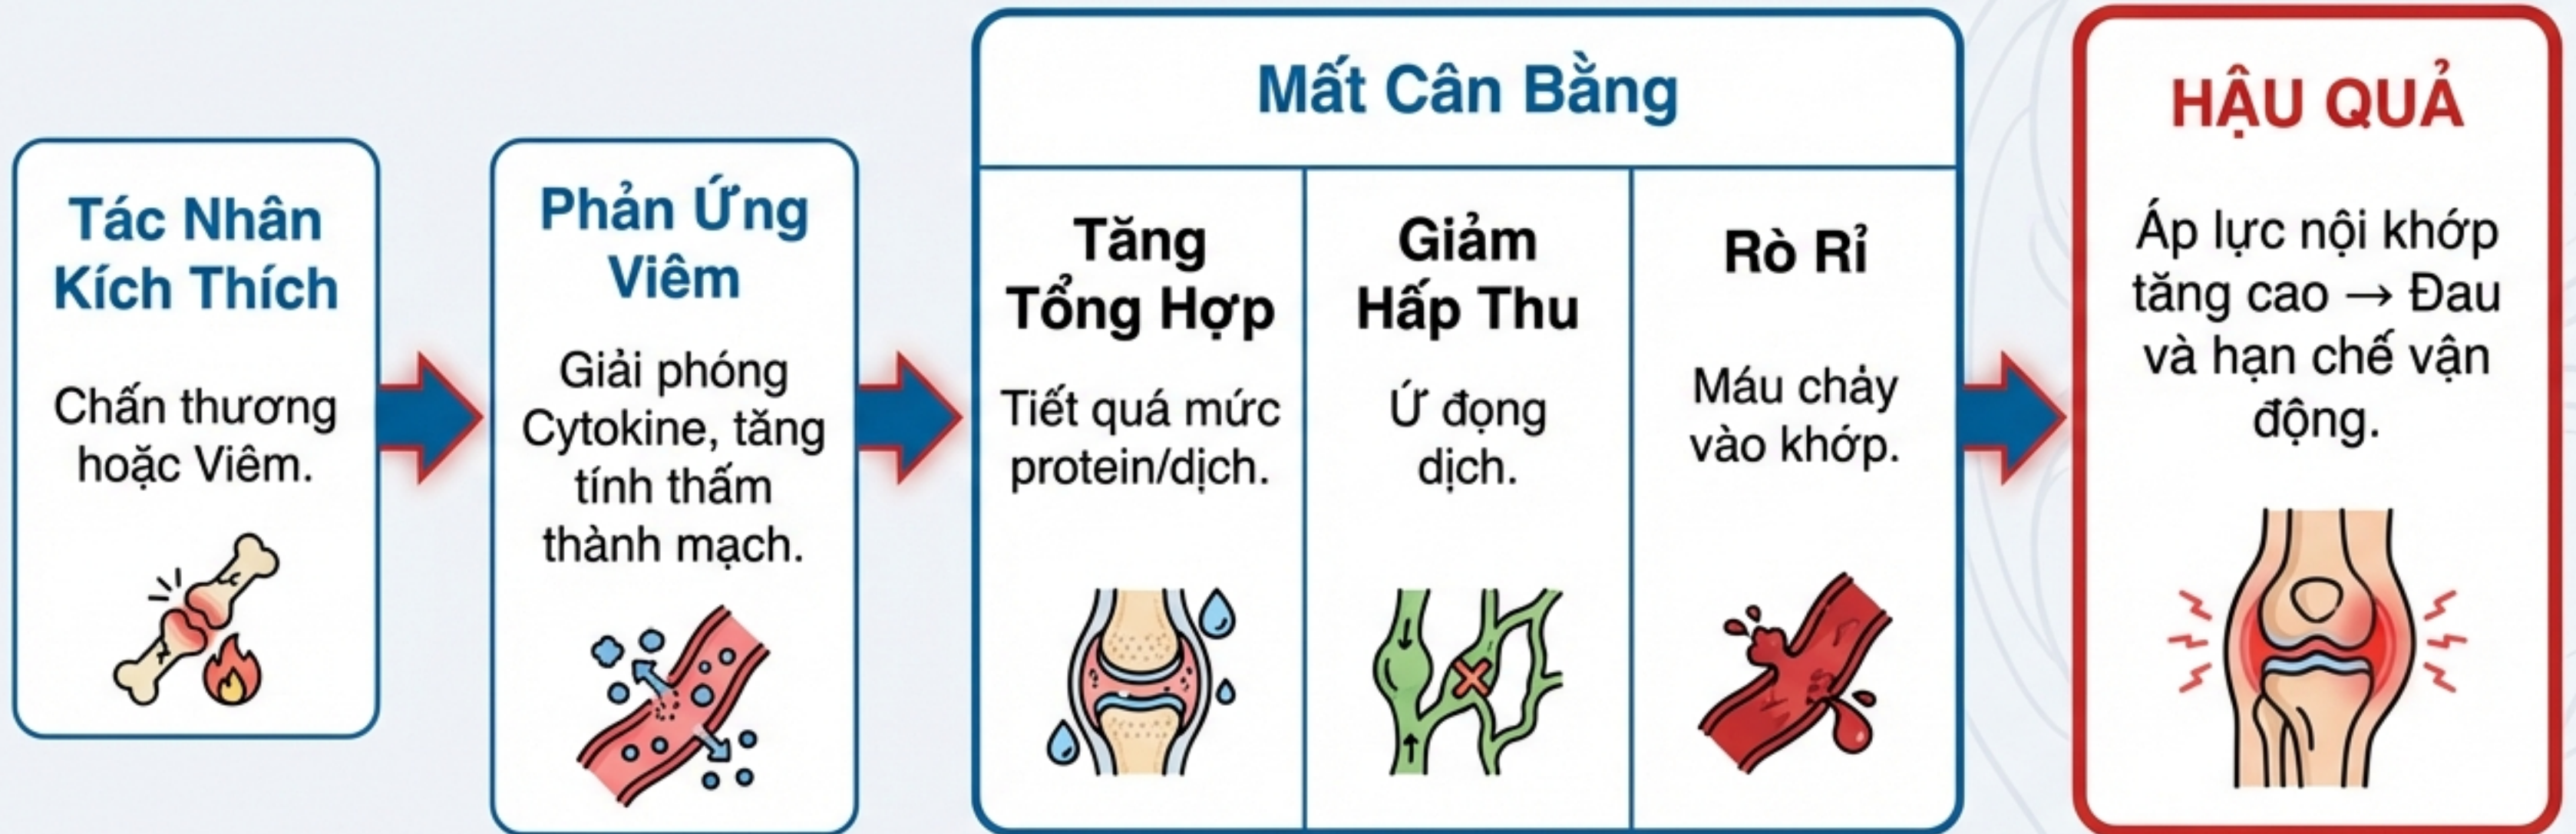 Tác Nhân
Kích Thích
Chấn thương
hoặc Viêm.
Phản Ứng
Viêm
Giải phóng
Cytokine, tăng
tính thấm
thành mạch.
Mất Cân Bằng
Tăng
Tổng Hợp
Tiết quá mức
protein/dịch.
Giảm
Hấp Thu
Ứ đọng
dịch.
Rò Rỉ
Máu chảy
vào khớp.
HẬU QUẢ
Áp lực nội khớp
tăng cao → Đau
và hạn chế vận
động.